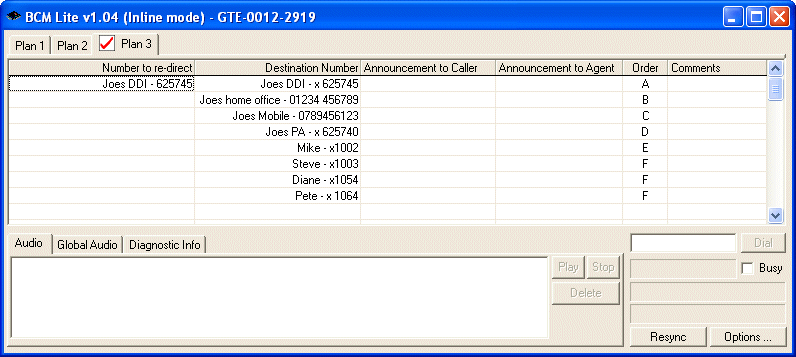 BCM Lite v1.04 (Inline mode) - GTE-0012-2919
Plan 1 Plan 2 Plan 3
Number to re-direct Destination Number Announcement to Caller Announcement to Agent Order Comments
Joes DDI - 625745 Joes DDI - x 625745 A
Joes home office - 01234 456789 B
Joes Mobile - 0789456123 C
Joes PA - x 625740 D
Mike - x1002 E
Steve - x1003 F
Diane - x1054 F
Pete - x 1064 F
Audio Global Audio Diagnostic Info
Dial
Play Stop Busy
Delete
Resync Options ...